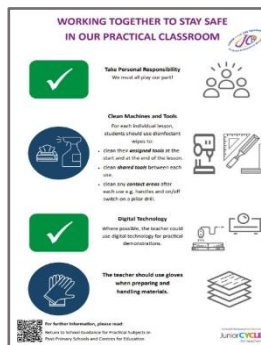 WORKING TOGETHER TO STAY SAFE
IN OUR PRACTICAL CLASSROOM
Take Personal Responsibility
We must all play our part!
Clean Machines and Tools
For each individual lesson,
students should use disinfectant
wipes to:
• clean their assigned tools at the
start and at the end of the lesson.
• clean shared tools between each
use.
• clean any contact areas after
each use e.g. handles and on/off
switch on a pillar drill.
Digital Technology
Where possible, the teacher could
use digital technology for practical
demonstrations.
The teacher should use gloves
when preparing and
handling materials.
For further information, please read:
Return to School Guidance for Practical Subjects in
Post-Primary Schools and Centres for Education
JuniorCYCLE